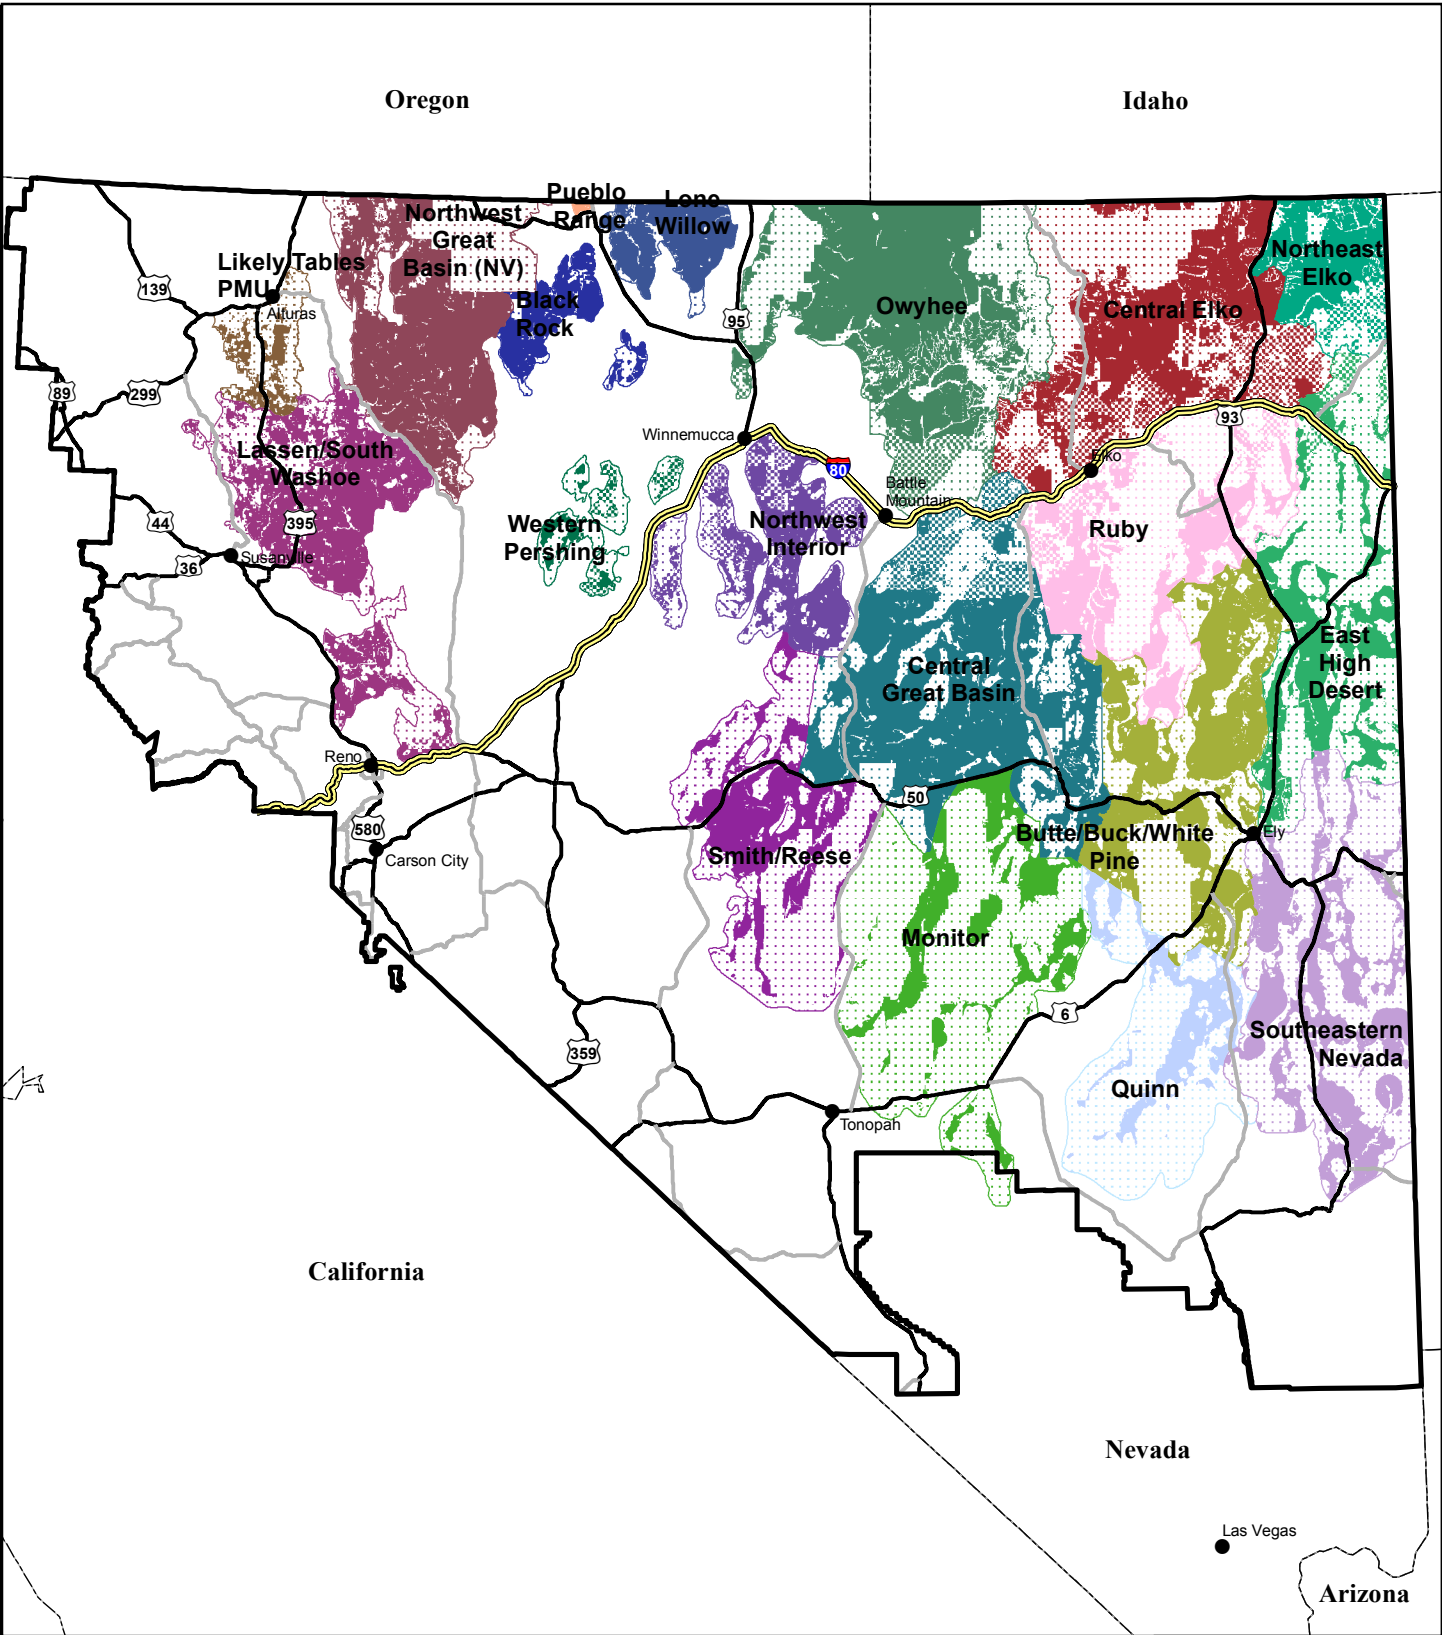 Oregon
Idaho
Pueblo
Range
Lone
Willow
Northwest
Great
Basin (NV)
Likely Tables
PMU
Alturas
139
Black
Rock
95
Owyhee
Central Elko
Northeast
Elko
89
299
Lassen/South
Washoe
Winnemucca
93
80
Elko
Battle
Mountain
44
395
36
Susanville
Western
Pershing
Northwest
Interior
Ruby
Central
Great Basin
East
High
Desert
Reno
580
Carson City
50
Smith/Reese
Butte/Buck/White
Pine
Ely
Monitor
6
359
Southeastern
Nevada
Quinn
Tonopah
California
Nevada
Las Vegas
Arizona